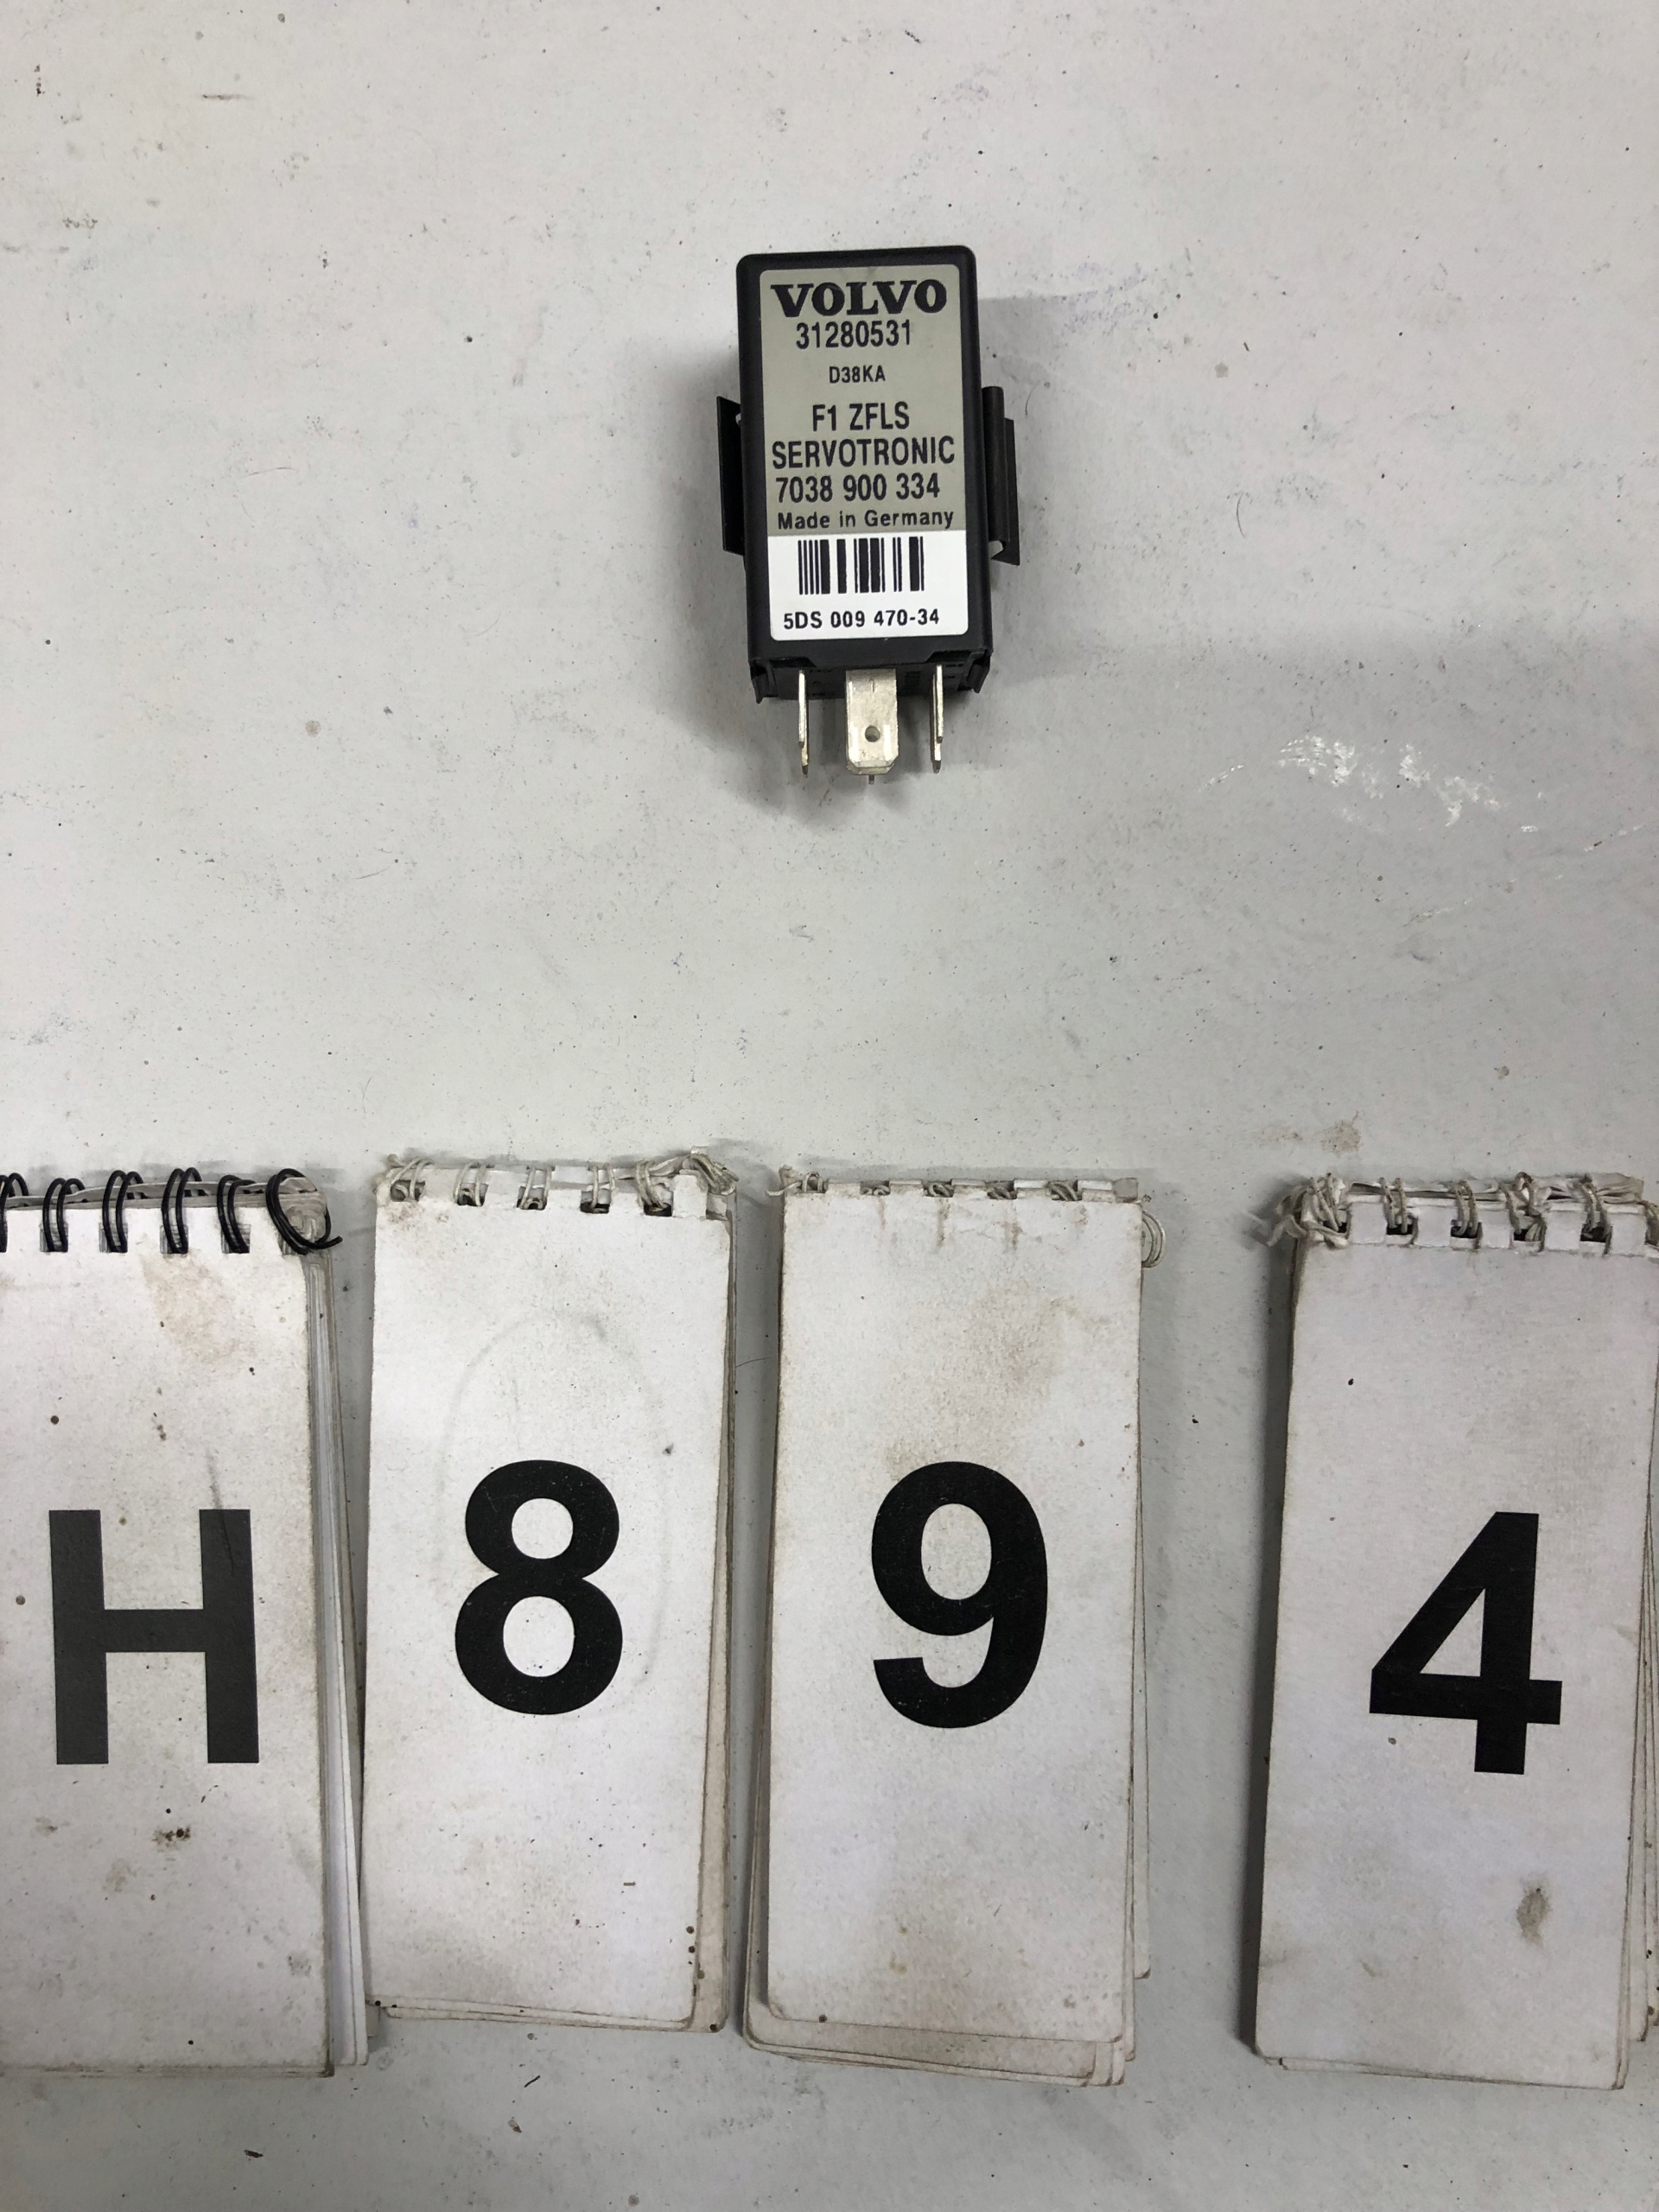 VOLVO
31280531
D38KA
F1 ZFLS
SERVOTRONIC
7038 900 334
Made in Germany
5DS 009 470-34
H 8 9 4